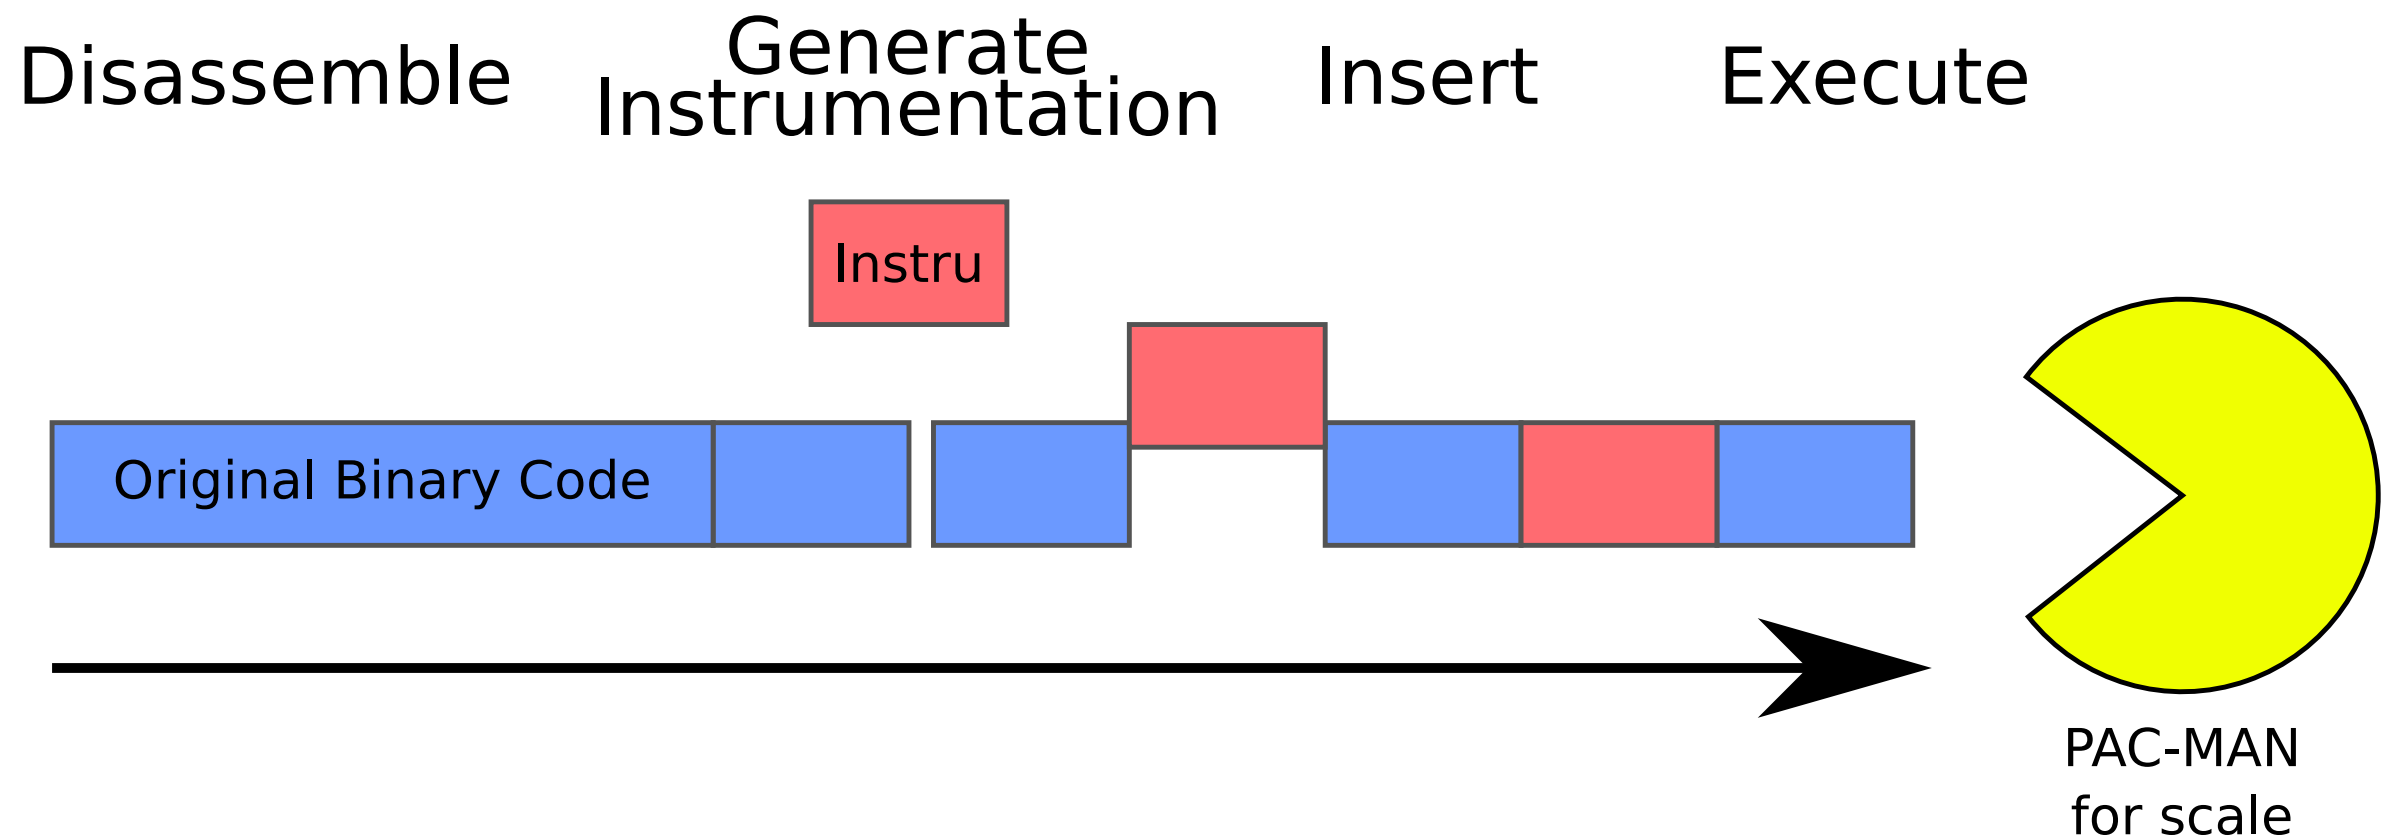 Disassemble
Generate
Instrumentation
Insert
Execute
Instru
Original Binary Code
PAC-MAN
for scale